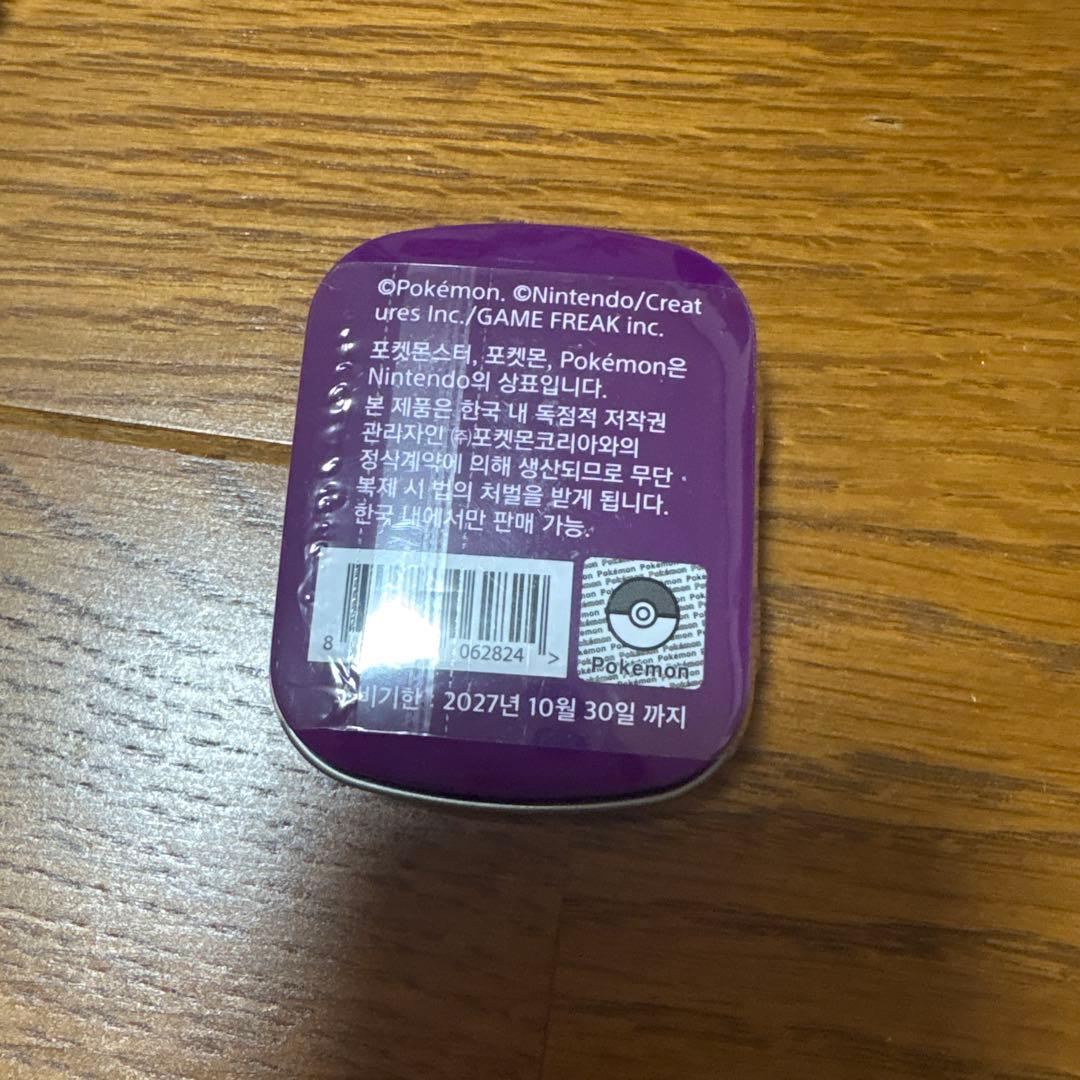 ©Pokémon. ©Nintendo/Creat
ures Inc./GAME FREAK inc.
포켓몬스터, 포켓몬, Pokémon은
Nintendo의 상표입니다.
본 제품은 한국 내 독점적 저작권
관리자인 ㈜포켓몬코리아와의
정식계약에 의해 생산되므로 무단
복제 시 법의 처벌을 받게 됩니다.
한국 내에서만 판매 가능.
8 062824 >
Pokémon
비기한 : 2027년 10월 30일 까지